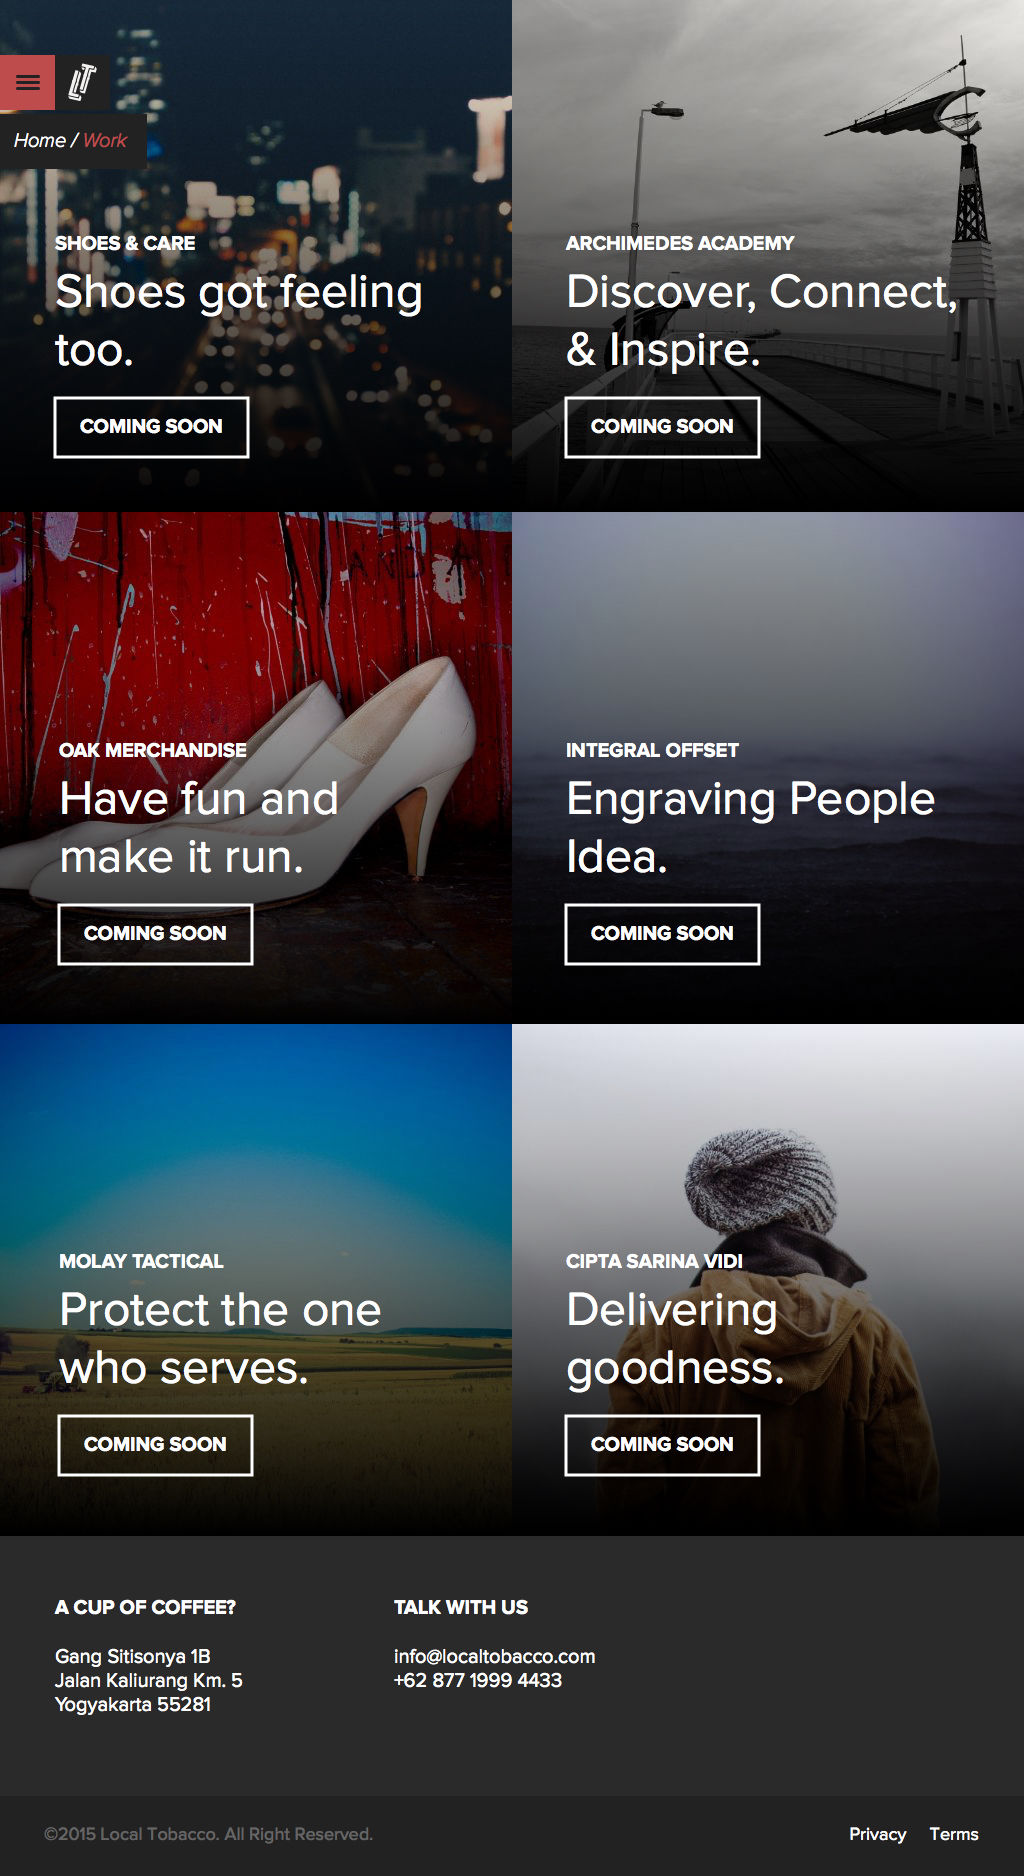 LT
Home / Work
SHOES & CARE
Shoes got feeling
too.
COMING SOON
ARCHIMEDES ACADEMY
Discover, Connect,
& Inspire.
COMING SOON
OAK MERCHANDISE
Have fun and
make it run.
COMING SOON
INTEGRAL OFFSET
Engraving People
Idea.
COMING SOON
MOLAY TACTICAL
Protect the one
who serves.
COMING SOON
CIPTA SARINA VIDI
Delivering
goodness.
COMING SOON
A CUP OF COFFEE?
Gang Sitisonya 1B
Jalan Kaliurang Km. 5
Yogyakarta 55281
TALK WITH US
info@localtobacco.com
+62 877 1999 4433
©2015 Local Tobacco. All Right Reserved.
Privacy Terms